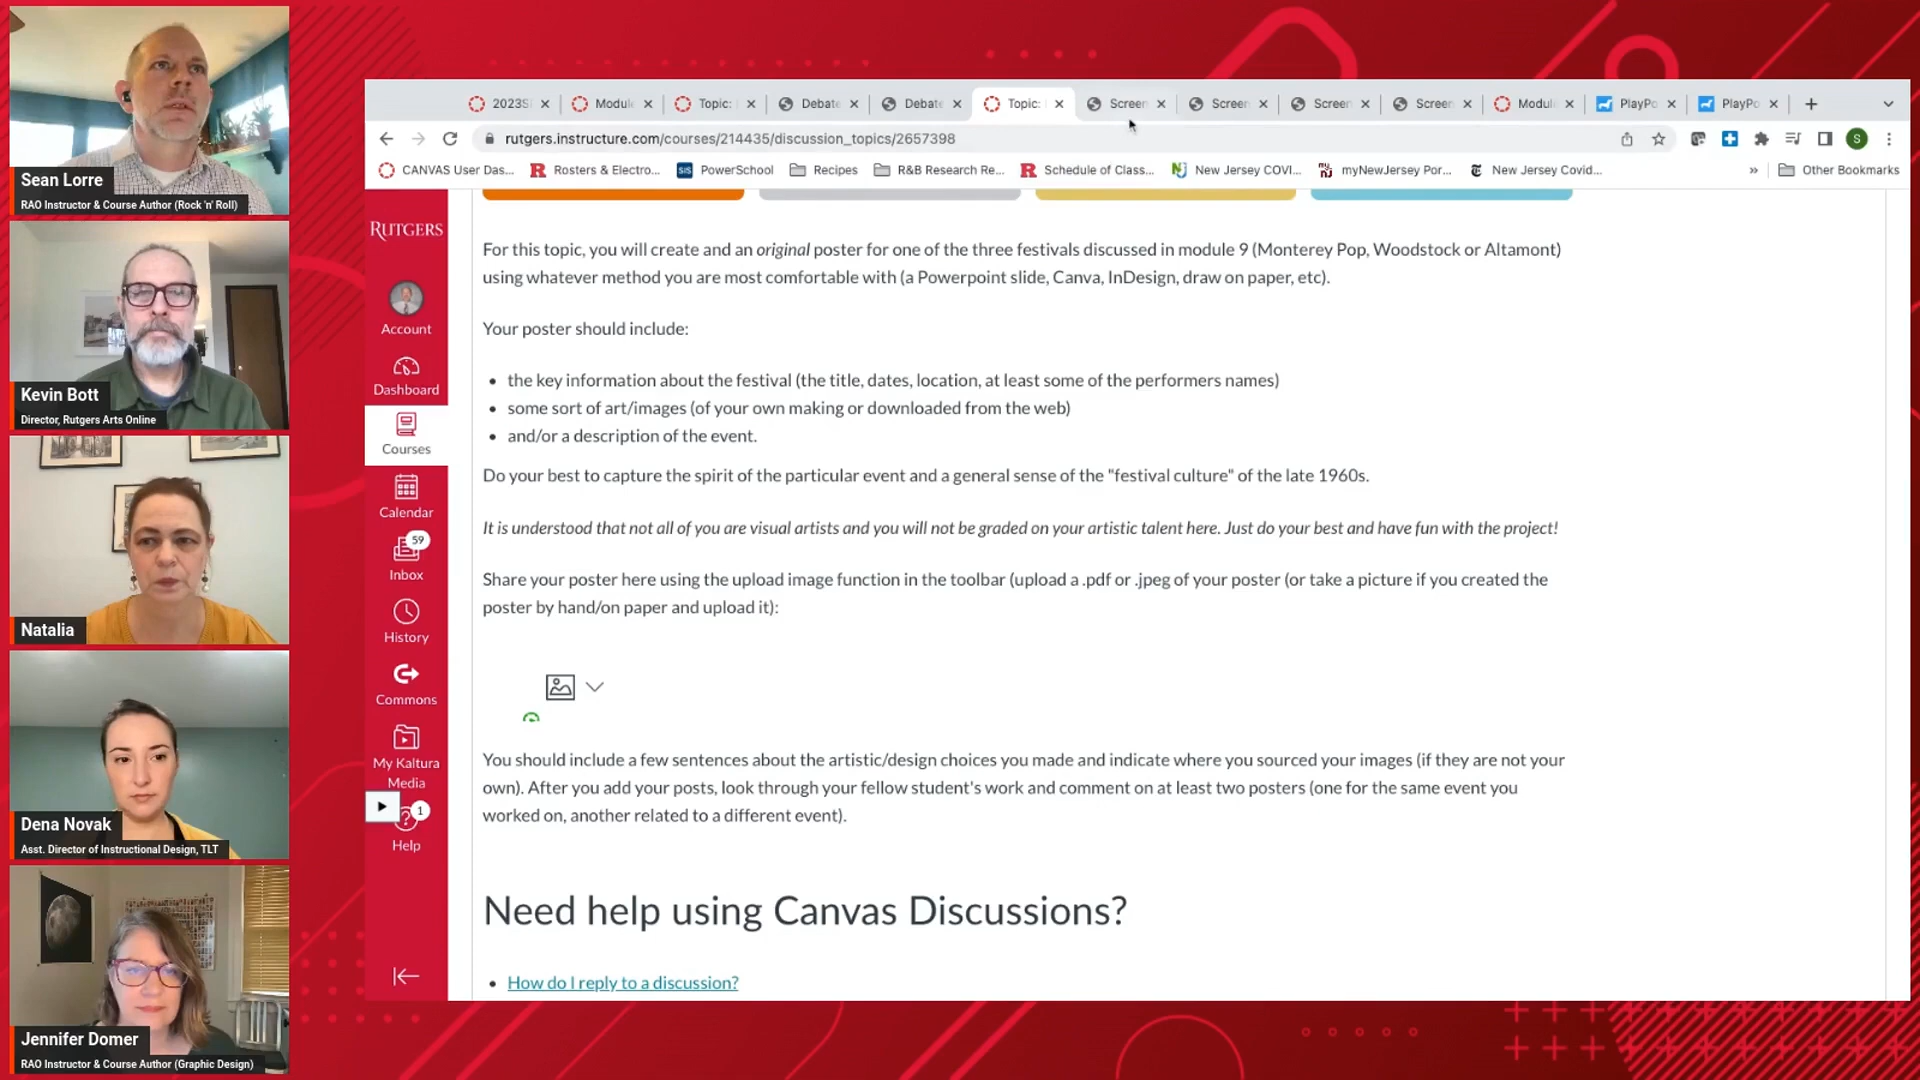 Sean Lorre
RAO Instructor & Course Author (Rock 'n' Roll)
Kevin Bott
Director, Rutgers Arts Online
Natalia
Dena Novak
Asst. Director of Instructional Design, TLT
Jennifer Domer
RAO Instructor & Course Author (Graphic Design)
2023S Modul Topic: Debate Debate Topic: Screen Screen Screen Screen Modul PlayPo PlayPo
rutgers.instructure.com/courses/214435/discussion_topics/2657398
S
CANVAS User Das... Rosters & Electro... SIS PowerSchool Recipes R&B Research Re... Schedule of Class... New Jersey COVI... myNewJersey Por... New Jersey Covid... » Other Bookmarks
RUTGERS
Account
Dashboard
Courses
Calendar
59
Inbox
History
Commons
My Kaltura
Media
1
Help
For this topic, you will create and an original poster for one of the three festivals discussed in module 9 (Monterey Pop, Woodstock or Altamont)
using whatever method you are most comfortable with (a Powerpoint slide, Canva, InDesign, draw on paper, etc).
Your poster should include:
• the key information about the festival (the title, dates, location, at least some of the performers names)
• some sort of art/images (of your own making or downloaded from the web)
• and/or a description of the event.
Do your best to capture the spirit of the particular event and a general sense of the "festival culture" of the late 1960s.
It is understood that not all of you are visual artists and you will not be graded on your artistic talent here. Just do your best and have fun with the project!
Share your poster here using the upload image function in the toolbar (upload a .pdf or .jpeg of your poster (or take a picture if you created the
poster by hand/on paper and upload it):
You should include a few sentences about the artistic/design choices you made and indicate where you sourced your images (if they are not your
own). After you add your posts, look through your fellow student's work and comment on at least two posters (one for the same event you
worked on, another related to a different event).
Need help using Canvas Discussions?
• How do I reply to a discussion?